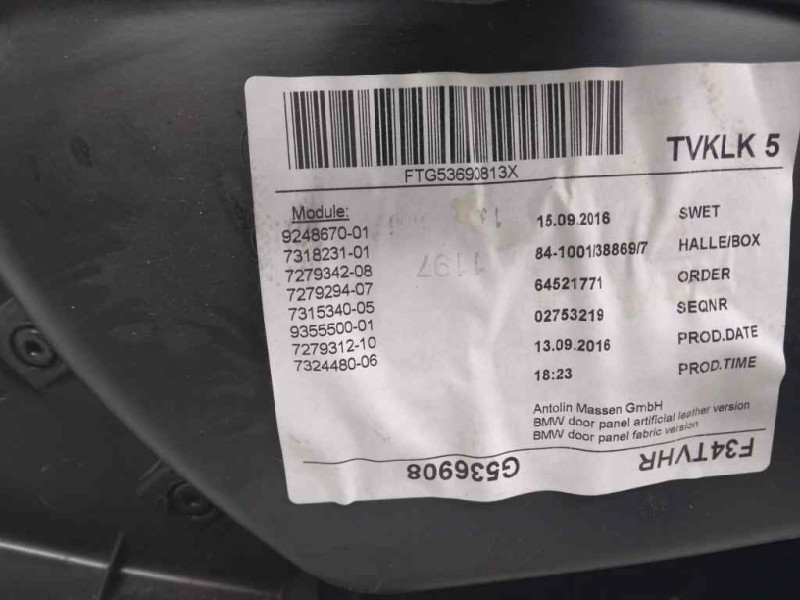 TVKLK 5
FTG53690813X
Module:
9248670-01
7318231-01
7279342-08
7279294-07
7315340-05
9355500-01
7279312-10
7324480-06
1197
15.09.2016 SWET
84-1001/38869/7 HALLE/BOX
64521771 ORDER
02753219 SEQNR
13.09.2016 PROD.DATE
18:23 PROD.TIME
Antolin Massen GmbH
BMW door panel artificial leather version
BMW door panel fabric version
G536908
F34TVHR